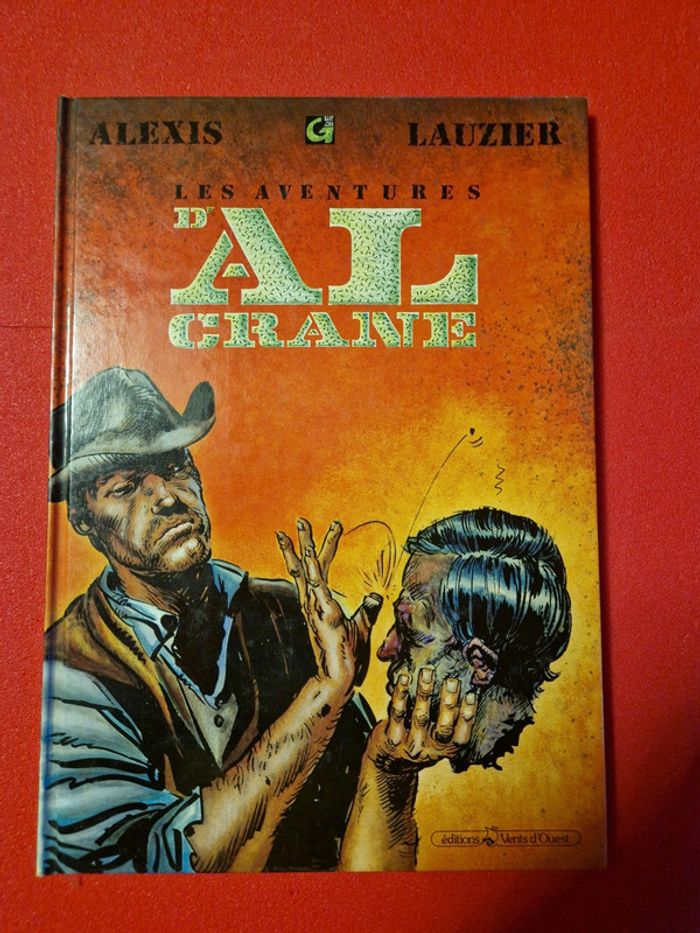 ALEXIS
G
LAUZIER
LES AVENTURES
D'AL
CRANE
éditions Vents d'Ouest